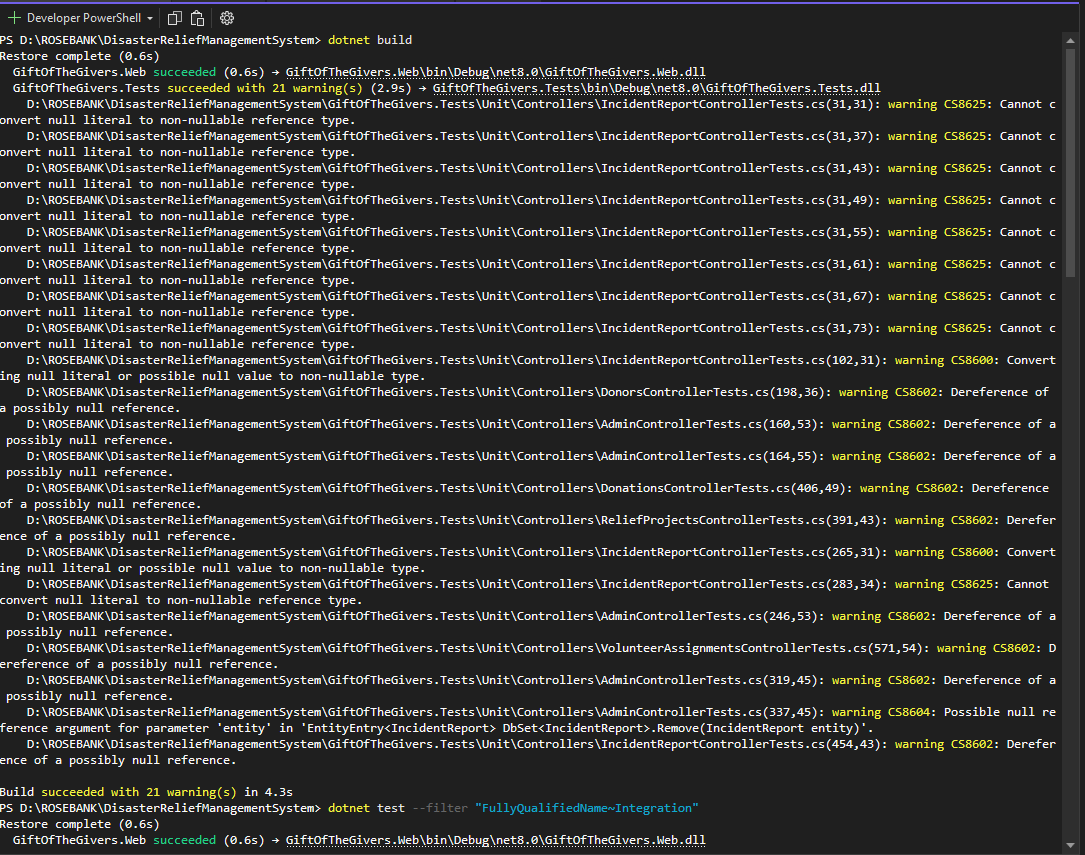 Developer PowerShell
PS D:\ROSEBANK\DisasterReliefManagementSystem> dotnet build
Restore complete (0.6s)
GiftOfTheGivers.Web succeeded (0.6s) → GiftOfTheGivers.Web\bin\Debug\net8.0\GiftOfTheGivers.Web.dll
GiftOfTheGivers.Tests succeeded with 21 warning(s) (2.9s) → GiftOfTheGivers.Tests\bin\Debug\net8.0\GiftOfTheGivers.Tests.dll
D:\ROSEBANK\DisasterReliefManagementSystem\GiftOfTheGivers.Tests\Unit\Controllers\IncidentReportControllerTests.cs(31,31): warning CS8625: Cannot c
onvert null literal to non-nullable reference type.
D:\ROSEBANK\DisasterReliefManagementSystem\GiftOfTheGivers.Tests\Unit\Controllers\IncidentReportControllerTests.cs(31,37): warning CS8625: Cannot c
onvert null literal to non-nullable reference type.
D:\ROSEBANK\DisasterReliefManagementSystem\GiftOfTheGivers.Tests\Unit\Controllers\IncidentReportControllerTests.cs(31,43): warning CS8625: Cannot c
onvert null literal to non-nullable reference type.
D:\ROSEBANK\DisasterReliefManagementSystem\GiftOfTheGivers.Tests\Unit\Controllers\IncidentReportControllerTests.cs(31,49): warning CS8625: Cannot c
onvert null literal to non-nullable reference type.
D:\ROSEBANK\DisasterReliefManagementSystem\GiftOfTheGivers.Tests\Unit\Controllers\IncidentReportControllerTests.cs(31,55): warning CS8625: Cannot c
onvert null literal to non-nullable reference type.
D:\ROSEBANK\DisasterReliefManagementSystem\GiftOfTheGivers.Tests\Unit\Controllers\IncidentReportControllerTests.cs(31,61): warning CS8625: Cannot c
onvert null literal to non-nullable reference type.
D:\ROSEBANK\DisasterReliefManagementSystem\GiftOfTheGivers.Tests\Unit\Controllers\IncidentReportControllerTests.cs(31,67): warning CS8625: Cannot c
onvert null literal to non-nullable reference type.
D:\ROSEBANK\DisasterReliefManagementSystem\GiftOfTheGivers.Tests\Unit\Controllers\IncidentReportControllerTests.cs(31,73): warning CS8625: Cannot c
onvert null literal to non-nullable reference type.
D:\ROSEBANK\DisasterReliefManagementSystem\GiftOfTheGivers.Tests\Unit\Controllers\IncidentReportControllerTests.cs(102,31): warning CS8600: Convert
ing null literal or possible null value to non-nullable type.
D:\ROSEBANK\DisasterReliefManagementSystem\GiftOfTheGivers.Tests\Unit\Controllers\DonorsControllerTests.cs(198,36): warning CS8602: Dereference of
a possibly null reference.
D:\ROSEBANK\DisasterReliefManagementSystem\GiftOfTheGivers.Tests\Unit\Controllers\AdminControllerTests.cs(160,53): warning CS8602: Dereference of a
possibly null reference.
D:\ROSEBANK\DisasterReliefManagementSystem\GiftOfTheGivers.Tests\Unit\Controllers\AdminControllerTests.cs(164,55): warning CS8602: Dereference of a
possibly null reference.
D:\ROSEBANK\DisasterReliefManagementSystem\GiftOfTheGivers.Tests\Unit\Controllers\DonationsControllerTests.cs(406,49): warning CS8602: Dereference
of a possibly null reference.
D:\ROSEBANK\DisasterReliefManagementSystem\GiftOfTheGivers.Tests\Unit\Controllers\ReliefProjectsControllerTests.cs(391,43): warning CS8602: Derefer
ence of a possibly null reference.
D:\ROSEBANK\DisasterReliefManagementSystem\GiftOfTheGivers.Tests\Unit\Controllers\IncidentReportControllerTests.cs(265,31): warning CS8600: Convert
ing null literal or possible null value to non-nullable type.
D:\ROSEBANK\DisasterReliefManagementSystem\GiftOfTheGivers.Tests\Unit\Controllers\IncidentReportControllerTests.cs(283,34): warning CS8625: Cannot
convert null literal to non-nullable reference type.
D:\ROSEBANK\DisasterReliefManagementSystem\GiftOfTheGivers.Tests\Unit\Controllers\AdminControllerTests.cs(246,53): warning CS8602: Dereference of a
possibly null reference.
D:\ROSEBANK\DisasterReliefManagementSystem\GiftOfTheGivers.Tests\Unit\Controllers\VolunteerAssignmentsControllerTests.cs(571,54): warning CS8602: D
ereference of a possibly null reference.
D:\ROSEBANK\DisasterReliefManagementSystem\GiftOfTheGivers.Tests\Unit\Controllers\AdminControllerTests.cs(319,45): warning CS8602: Dereference of a
possibly null reference.
D:\ROSEBANK\DisasterReliefManagementSystem\GiftOfTheGivers.Tests\Unit\Controllers\AdminControllerTests.cs(337,45): warning CS8604: Possible null re
ference argument for parameter 'entity' in 'EntityEntry<IncidentReport> DbSet<IncidentReport>.Remove(IncidentReport entity)'.
D:\ROSEBANK\DisasterReliefManagementSystem\GiftOfTheGivers.Tests\Unit\Controllers\IncidentReportControllerTests.cs(454,43): warning CS8602: Derefer
ence of a possibly null reference.
Build succeeded with 21 warning(s) in 4.3s
PS D:\ROSEBANK\DisasterReliefManagementSystem> dotnet test --filter "FullyQualifiedName~Integration"
Restore complete (0.6s)
GiftOfTheGivers.Web succeeded (0.6s) → GiftOfTheGivers.Web\bin\Debug\net8.0\GiftOfTheGivers.Web.dll